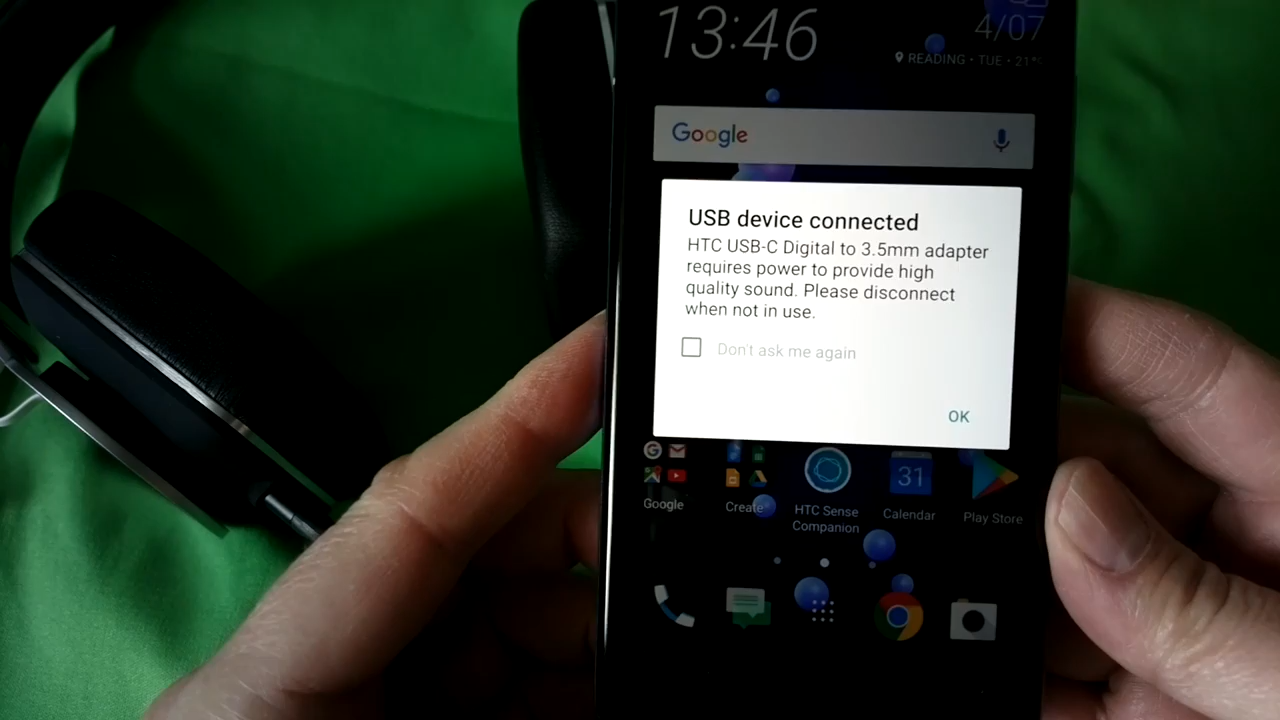 13:46
4/07
READING • TUE • 21°
Google
USB device connected
HTC USB-C Digital to 3.5mm adapter
requires power to provide high
quality sound. Please disconnect
when not in use.
Don't ask me again
OK
31
Google
Create
HTC Sense
Companion
Calendar
Play Store